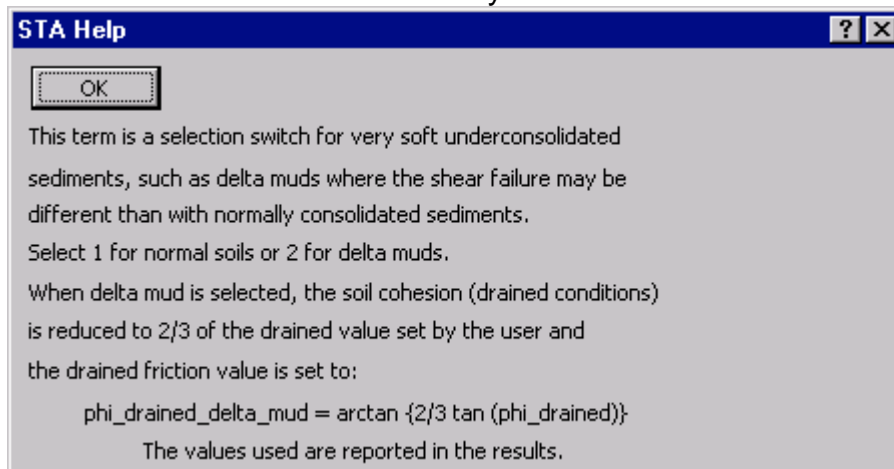 STA Help
OK
This term is a selection switch for very soft underconsolidated
sediments, such as delta muds where the shear failure may be
different than with normally consolidated sediments.
Select 1 for normal soils or 2 for delta muds.
When delta mud is selected, the soil cohesion (drained conditions)
is reduced to 2/3 of the drained value set by the user and
the drained friction value is set to:
phi_drained_delta_mud = arctan {2/3 tan (phi_drained)}
The values used are reported in the results.